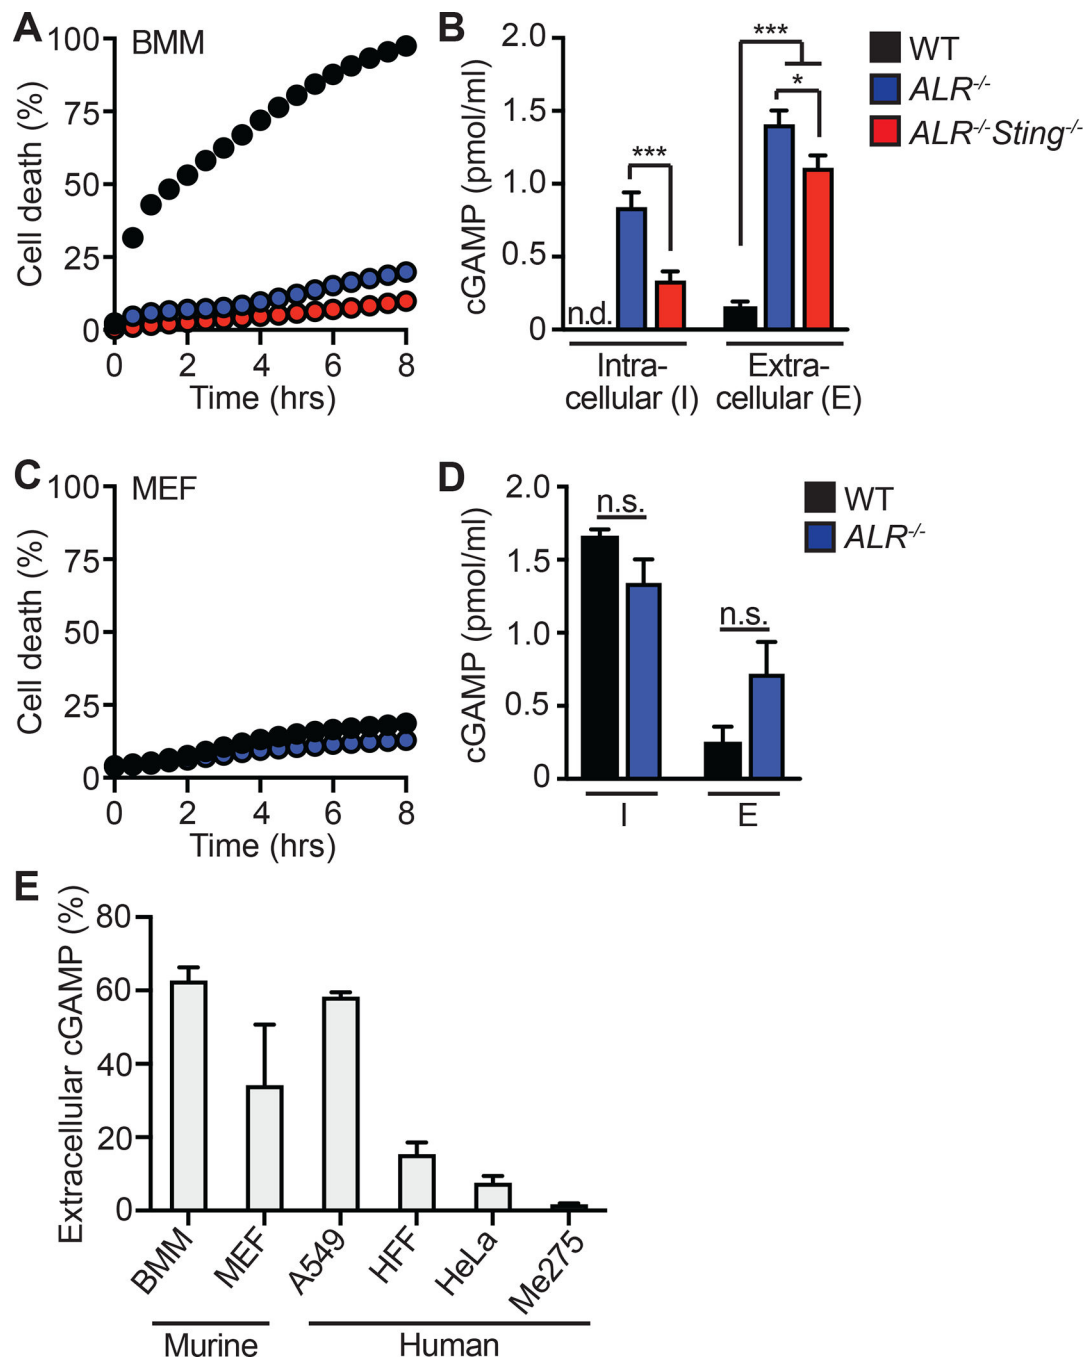 A
BMM
Cell death (%)
100
75
50
25
0
0 2 4 6 8
Time (hrs)
B
cGAMP (pmol/ml)
2.0
1.5
1.0
0.5
0
***
*
***
n.d.
Intra-
cellular (I)
Extra-
cellular (E)
WT
ALR-/-
ALR-/-Sting-/-
C
MEF
Cell death (%)
100
75
50
25
0
0 2 4 6 8
Time (hrs)
D
cGAMP (pmol/ml)
2.0
1.5
1.0
0.5
0
n.s.
n.s.
I E
WT
ALR-/-
E
Extracellular cGAMP (%)
80
60
40
20
0
BMM
MEF
A549
HFF
HeLa
Me275
Murine
Human